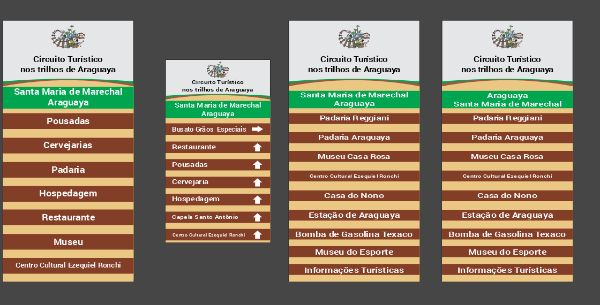 Circuito Turístico
nos trilhos de Araguaya
Santa Maria de Marechal
Araguaya
Pousadas
Cervejarias
Padaria
Hospedagem
Restaurante
Museu
Centro Cultural Ezequiel Ronchi
Circuito Turístico
nos trilhos de Araguaya
Santa Maria de Marechal
Araguaya
Busato Grãos Especiais
Restaurante
Pousadas
Cervejaria
Hospedagem
Capela Santo Antônio
Centro Cultural Ezequiel Ronchi
Circuito Turístico
nos trilhos de Araguaya
Santa Maria de Marechal
Araguaya
Padaria Reggiani
Padaria Araguaya
Museu Casa Rosa
Centro Cultural Ezequiel Ronchi
Casa do Nono
Estação de Araguaya
Bomba de Gasolina Texaco
Museu do Esporte
Informações Turísticas
Circuito Turístico
nos trilhos de Araguaya
Araguaya
Santa Maria de Marechal
Padaria Reggiani
Padaria Araguaya
Museu Casa Rosa
Centro Cultural Ezequiel Ronchi
Casa do Nono
Estação de Araguaya
Bomba de Gasolina Texaco
Museu do Esporte
Informações Turísticas